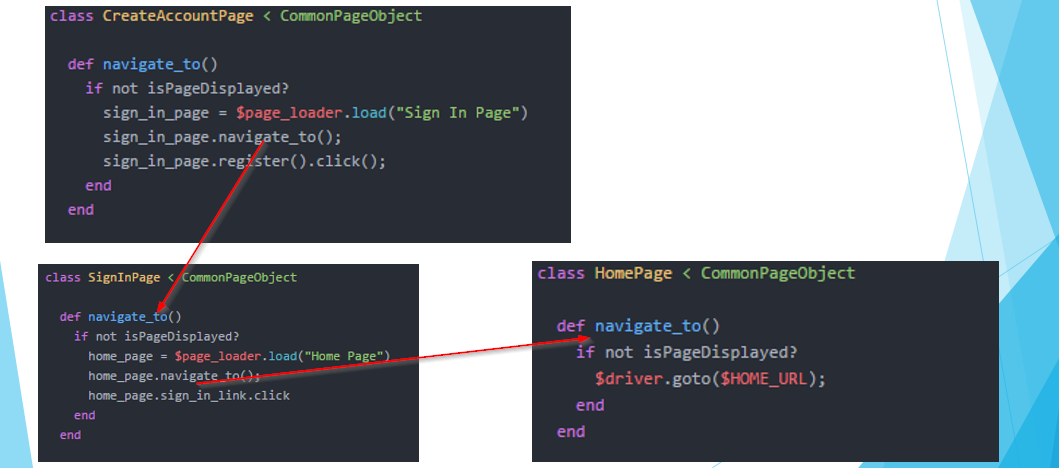 class CreateAccountPage < CommonPageObject
def navigate_to()
if not isPageDisplayed?
sign_in_page = $page_loader.load("Sign In Page")
sign_in_page.navigate_to();
sign_in_page.register().click();
end
end
class SignInPage < CommonPageObject
def navigate_to()
if not isPageDisplayed?
home_page = $page_loader.load("Home Page")
home_page.navigate_to();
home_page.sign_in_link.click
end
end
class HomePage < CommonPageObject
def navigate_to()
if not isPageDisplayed?
$driver.goto($HOME_URL);
end
end